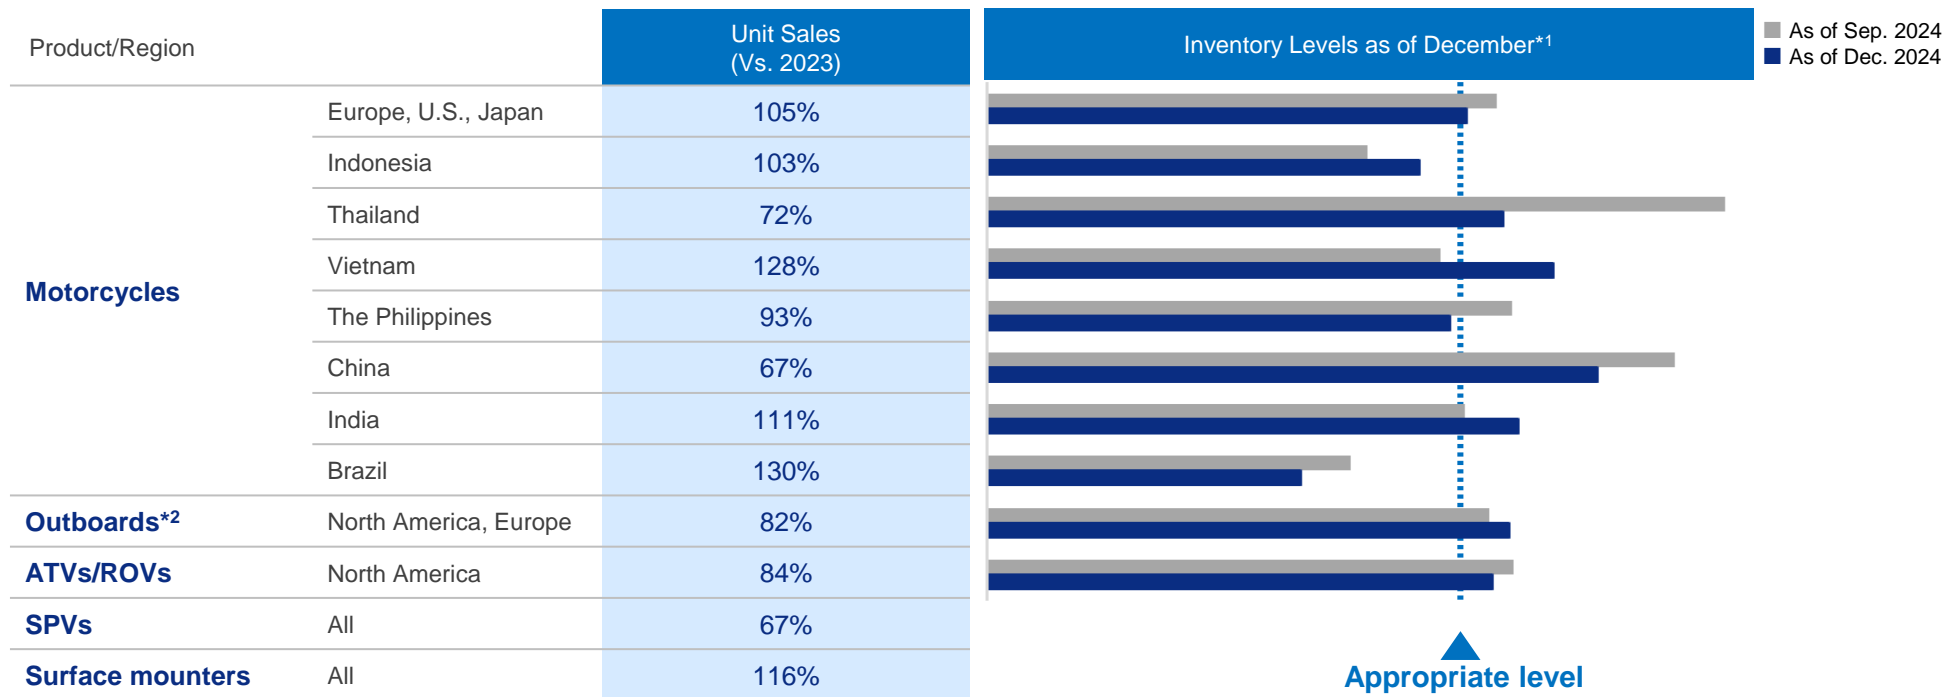 Product/Region
Unit Sales
(Vs. 2023)
Inventory Levels as of December*1
As of Sep. 2024
As of Dec. 2024
Motorcycles
Europe, U.S., Japan 105%
Indonesia 103%
Thailand 72%
Vietnam 128%
The Philippines 93%
China 67%
India 111%
Brazil 130%
Outboards*2 North America, Europe 82%
ATVs/ROVs North America 84%
SPVs All 67%
Surface mounters All 116%
Appropriate level